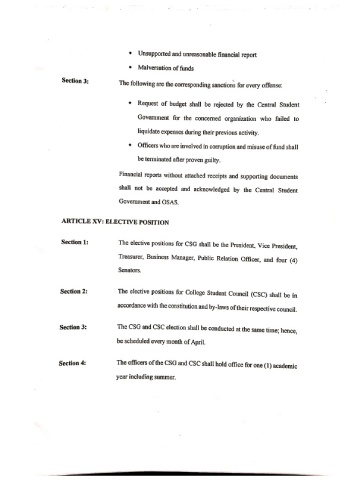 • Unsupported and unreasonable financial report
• Malversation of funds
Section 3: The following are the corresponding sanctions for every offense:
• Request of budget shall be rejected by the Central Student
Government for the concerned organization who failed to
liquidate expenses during their previous activity.
• Officers who are involved in corruption and misuse of fund shall
be terminated after proven guilty.
Financial reports without attached receipts and supporting documents
shall not be accepted and acknowledged by the Central Student
Government and OSAS.
ARTICLE XV: ELECTIVE POSITION
Section 1: The elective positions for CSG shall be the President, Vice President,
Treasurer, Business Manager, Public Relation Officer, and four (4)
Senators.
Section 2: The elective positions for College Student Council (CSC) shall be in
accordance with the constitution and by-laws of their respective council.
Section 3: The CSG and CSC election shall be conducted at the same time; hence,
be scheduled every month of April.
Section 4: The officers of the CSG and CSC shall hold office for one (1) academic
year including summer.